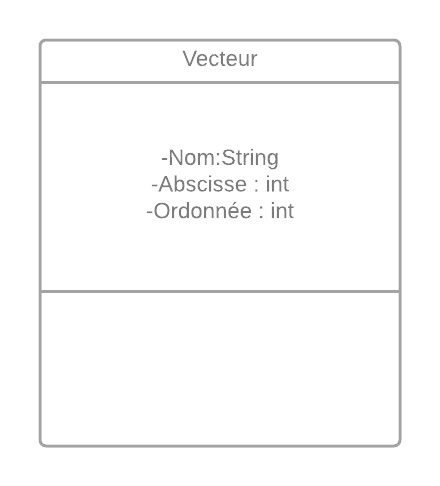 Vecteur
-Nom:String
-Abscisse : int
-Ordonnée : int